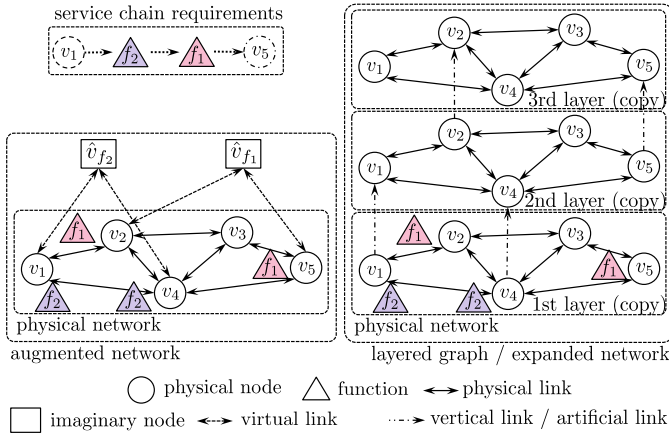 service chain requirements
v₁ f₂ f₁ v₅
v̂_f₂ v̂_f₁
f₁ v₂ v₃
v₁ f₁ v₅
f₂ f₂ v₄
physical network
augmented network
v₂ v₃
v₁ v₅
v₄
3rd layer (copy)
v₂ v₃
v₁ v₅
v₄
2nd layer (copy)
f₁ v₂ v₃
v₁ f₁ v₅
f₂ f₂ v₄
1st layer (copy)
physical network
layered graph / expanded network
physical node function physical link
imaginary node virtual link vertical link / artificial link